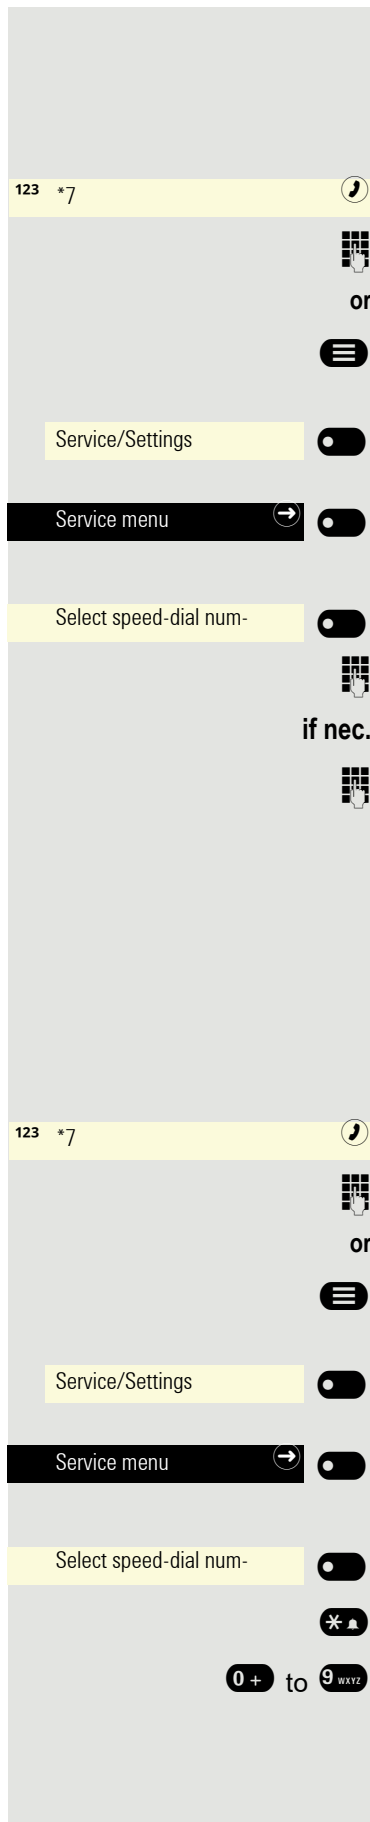 123 *7
or
Service/Settings
Service menu
Select speed-dial num-
if nec.
123 *7
or
Service/Settings
Service menu
Select speed-dial num-
0 + to 9 WXYZ